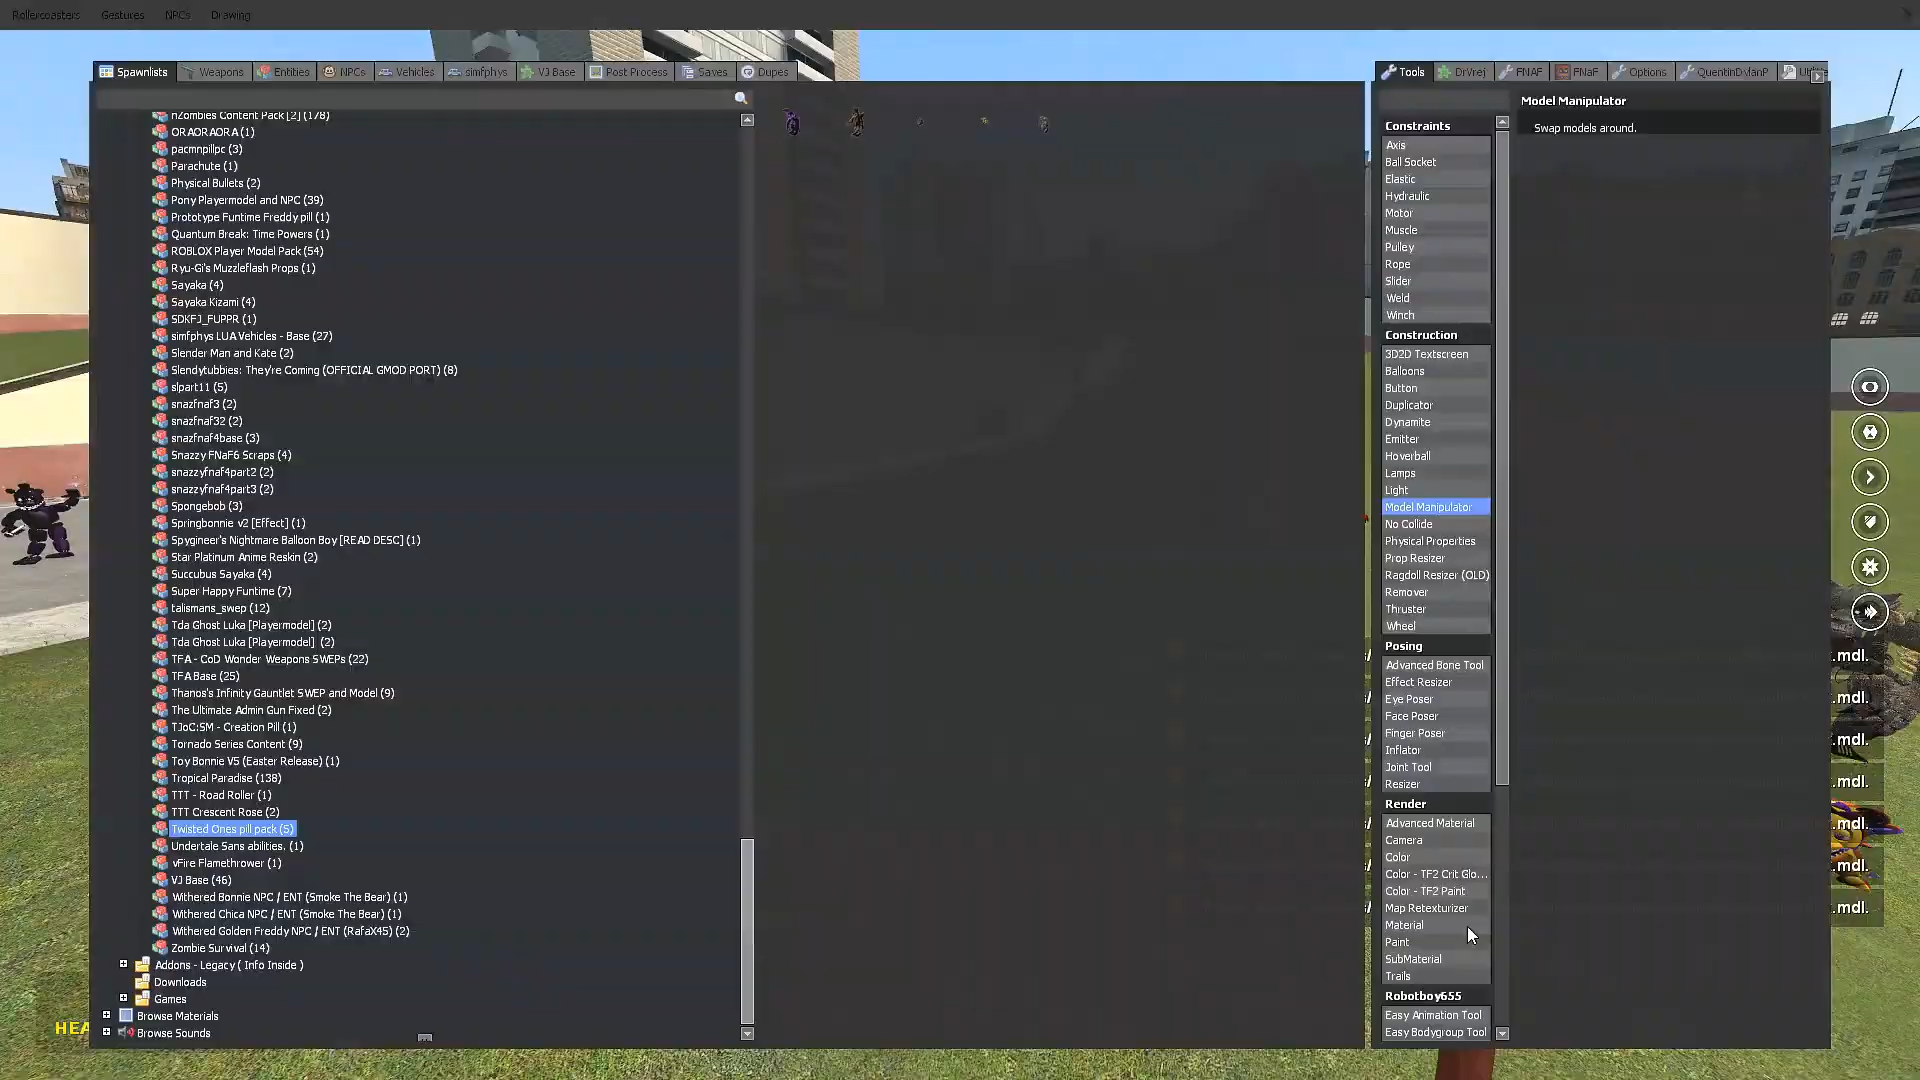 Rollercoasters Gestures NPCs Drawing
Spawnlists Weapons Entities NPCs Vehicles simfphys VJ Base Post Process Saves Dupes
Tools DrVrej FNAF FNaF Options QuentinDylanP
nZombies Content Pack [2] (178)
ORAORAORA (1)
pacmnpillpc (3)
Parachute (1)
Physical Bullets (2)
Pony Playermodel and NPC (39)
Prototype Funtime Freddy pill (1)
Quantum Break: Time Powers (1)
ROBLOX Player Model Pack (54)
Ryu-Gi's Muzzleflash Props (1)
Sayaka (4)
Sayaka Kizami (4)
SDKFJ_FUPPR (1)
simfphys LUA Vehicles - Base (27)
Slender Man and Kate (2)
Slendytubbies: They're Coming (OFFICIAL GMOD PORT) (8)
slpart11 (5)
snazfnaf3 (2)
snazfnaf32 (2)
snazfnaf4base (3)
Snazzy FNaF6 Scraps (4)
snazzyfnaf4part2 (2)
snazzyfnaf4part3 (2)
Spongebob (3)
Springbonnie v2 [Effect] (1)
Spygineer's Nightmare Balloon Boy [READ DESC] (1)
Star Platinum Anime Reskin (2)
Succubus Sayaka (4)
Super Happy Funtime (7)
talismans_swep (12)
Tda Ghost Luka [Playermodel] (2)
Tda Ghost Luka [Playermodel] (2)
TFA - CoD Wonder Weapons SWEPs (22)
TFA Base (25)
Thanos's Infinity Gauntlet SWEP and Model (9)
The Ultimate Admin Gun Fixed (2)
TJoC:SM - Creation Pill (1)
Tornado Series Content (9)
Toy Bonnie V5 (Easter Release) (1)
Tropical Paradise (138)
TTT - Road Roller (1)
TTT Crescent Rose (2)
Twisted Ones pill pack (5)
Undertale Sans abilities. (1)
vFire Flamethrower (1)
VJ Base (46)
Withered Bonnie NPC / ENT (Smoke The Bear) (1)
Withered Chica NPC / ENT (Smoke The Bear) (1)
Withered Golden Freddy NPC / ENT (RafaX45) (2)
Zombie Survival (14)
Addons - Legacy ( Info Inside )
Downloads
Games
Browse Materials
Browse Sounds
HEA
Constraints
Axis
Ball Socket
Elastic
Hydraulic
Motor
Muscle
Pulley
Rope
Slider
Weld
Winch
Construction
3D2D Textscreen
Balloons
Button
Duplicator
Dynamite
Emitter
Hoverball
Lamps
Light
Model Manipulator
No Collide
Physical Properties
Prop Resizer
Ragdoll Resizer (OLD)
Remover
Thruster
Wheel
Posing
Advanced Bone Tool
Effect Resizer
Eye Poser
Face Poser
Finger Poser
Inflator
Joint Tool
Resizer
Render
Advanced Material
Camera
Color
Color - TF2 Crit Glo...
Color - TF2 Paint
Map Retexturizer
Material
Paint
SubMaterial
Trails
Robotboy655
Easy Animation Tool
Easy Bodygroup Tool
Model Manipulator
Swap models around.
.mdl.
.mdl.
.mdl.
.mdl.
.mdl.
.mdl.
.mdl.